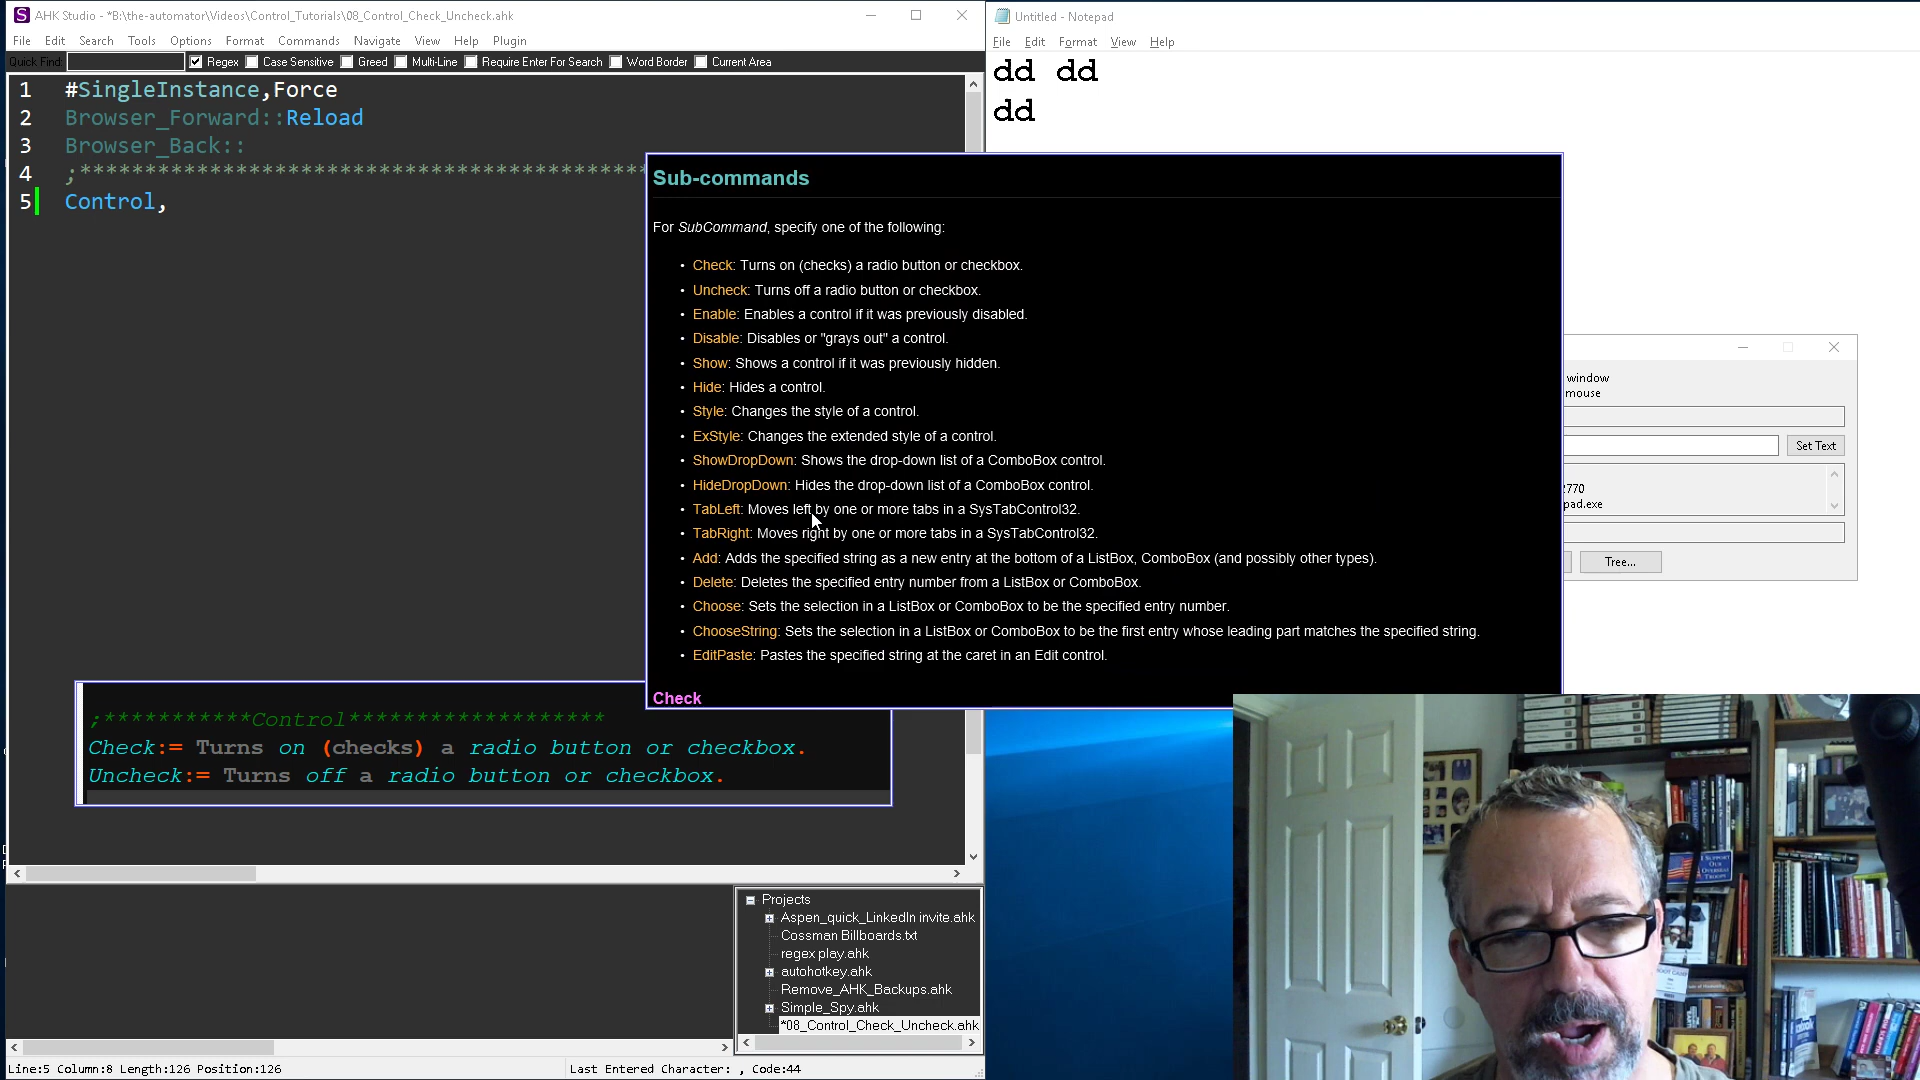 AHK Studio - *B:\the-automator\Videos\Control_Tutorials\08_Control_Check_Uncheck.ahk
File Edit Search Tools Options Format Commands Navigate View Help Plugin
Quick Find: Regex Case Sensitive Greed Multi-Line Require Enter For Search Word Border Current Area
1 #SingleInstance,Force
2 Browser_Forward::Reload
3 Browser_Back::
4 ;********************************************
5 Control,
Untitled - Notepad
File Edit Format View Help
dd dd
dd
Sub-commands
For SubCommand, specify one of the following:
• Check: Turns on (checks) a radio button or checkbox.
• Uncheck: Turns off a radio button or checkbox.
• Enable: Enables a control if it was previously disabled.
• Disable: Disables or "grays out" a control.
• Show: Shows a control if it was previously hidden.
• Hide: Hides a control.
• Style: Changes the style of a control.
• ExStyle: Changes the extended style of a control.
• ShowDropDown: Shows the drop-down list of a ComboBox control.
• HideDropDown: Hides the drop-down list of a ComboBox control.
• TabLeft: Moves left by one or more tabs in a SysTabControl32.
• TabRight: Moves right by one or more tabs in a SysTabControl32.
• Add: Adds the specified string as a new entry at the bottom of a ListBox, ComboBox (and possibly other types).
• Delete: Deletes the specified entry number from a ListBox or ComboBox.
• Choose: Sets the selection in a ListBox or ComboBox to be the specified entry number.
• ChooseString: Sets the selection in a ListBox or ComboBox to be the first entry whose leading part matches the specified string.
• EditPaste: Pastes the specified string at the caret in an Edit control.
Check
window
mouse
Set Text
770
pad.exe
Tree...
;***********Control*******************
Check:= Turns on (checks) a radio button or checkbox.
Uncheck:= Turns off a radio button or checkbox.
Projects
Aspen_quick_LinkedIn invite.ahk
Cossman Billboards.txt
regex play.ahk
autohotkey.ahk
Remove_AHK_Backups.ahk
Simple_Spy.ahk
*08_Control_Check_Uncheck.ahk
Line:5 Column:8 Length:126 Position:126
Last Entered Character: , Code:44
I SUPPORT
OUR
OVERSEAS
TROOPS